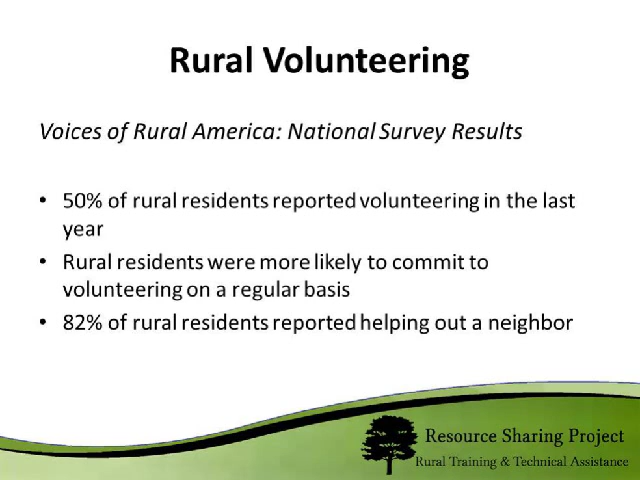 Rural Volunteering
Voices of Rural America: National Survey Results
• 50% of rural residents reported volunteering in the last
year
• Rural residents were more likely to commit to
volunteering on a regular basis
• 82% of rural residents reported helping out a neighbor
Resource Sharing Project
Rural Training & Technical Assistance